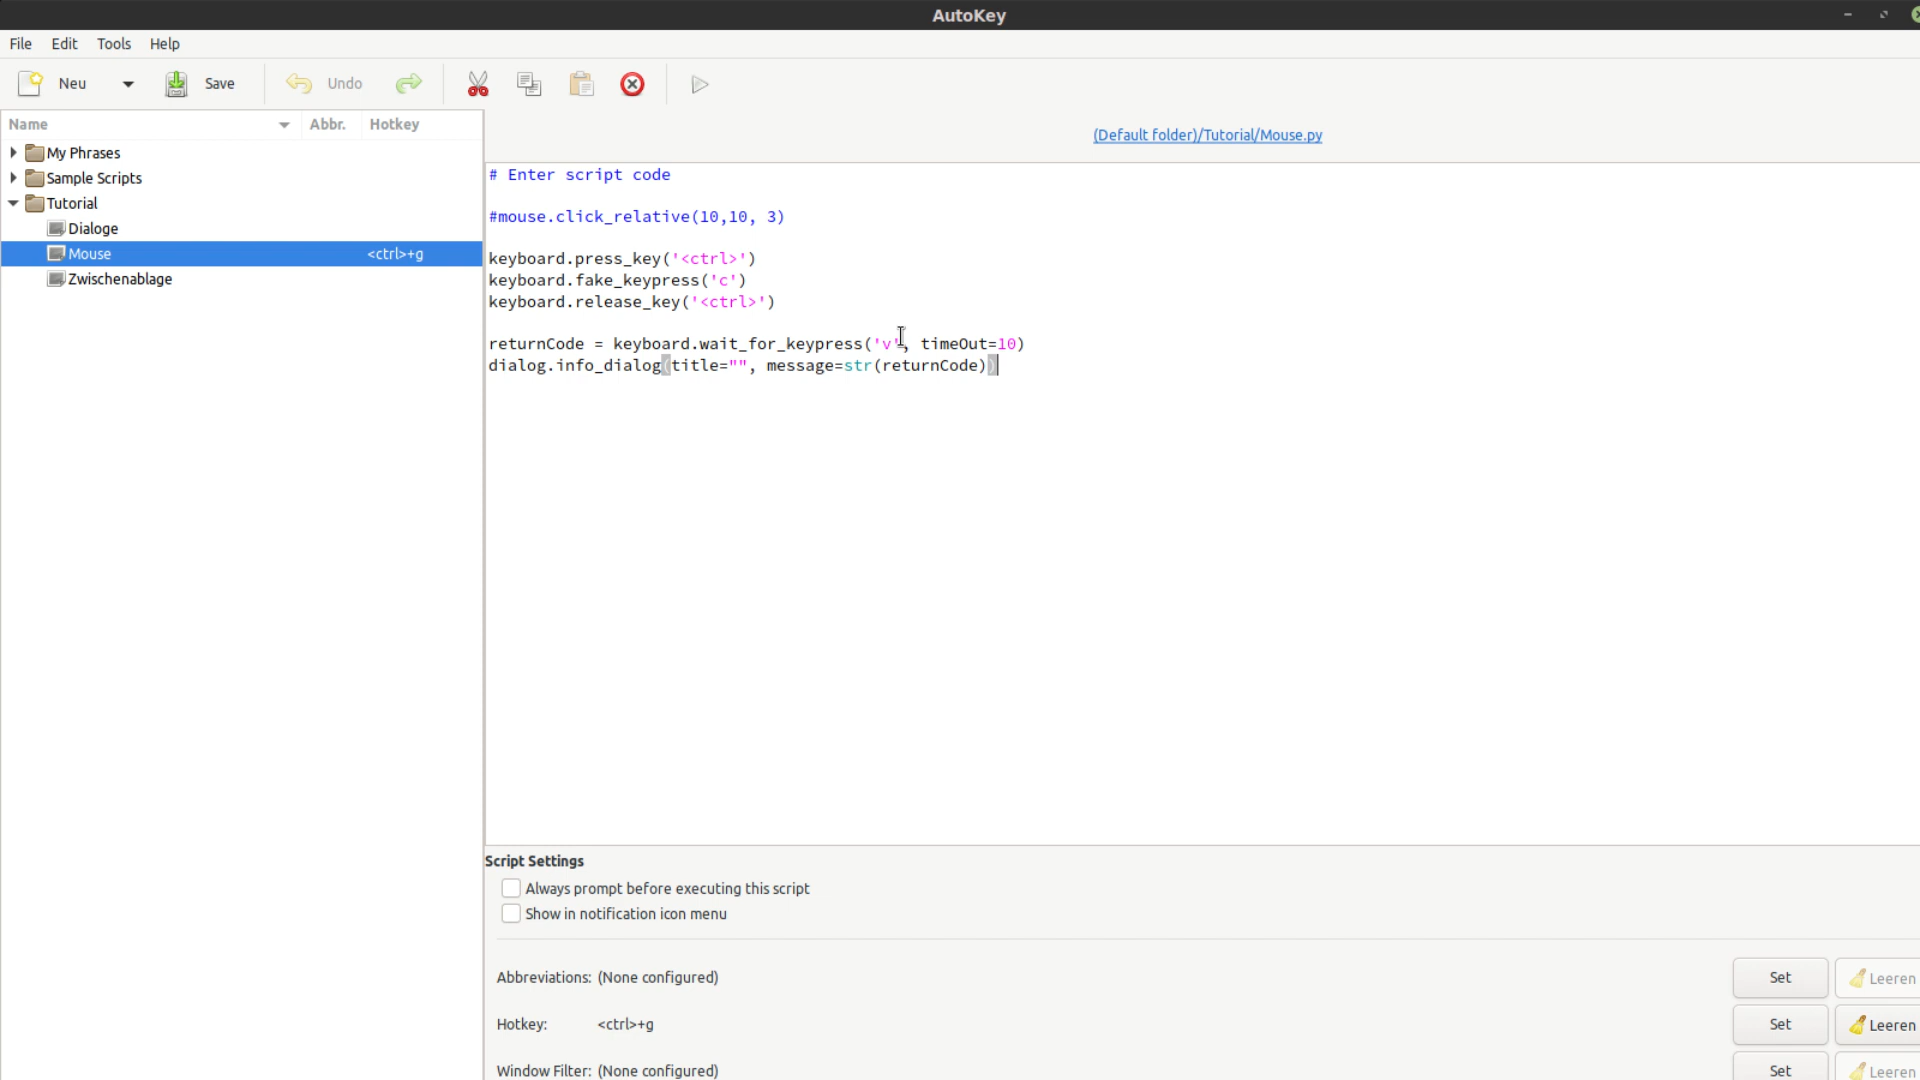 AutoKey
File Edit Tools Help
Neu Save Undo
Name Abbr. Hotkey
(Default folder)/Tutorial/Mouse.py
My Phrases
Sample Scripts
Tutorial
Dialoge
Mouse <ctrl>+g
Zwischenablage
# Enter script code
#mouse.click_relative(10,10, 3)
keyboard.press_key('<ctrl>')
keyboard.fake_keypress('c')
keyboard.release_key('<ctrl>')
returnCode = keyboard.wait_for_keypress('v', timeOut=10)
dialog.info_dialog(title="", message=str(returnCode))
Script Settings
Always prompt before executing this script
Show in notification icon menu
Abbreviations: (None configured) Set Leeren
Hotkey: <ctrl>+g Set Leeren
Window Filter: (None configured) Set Leeren